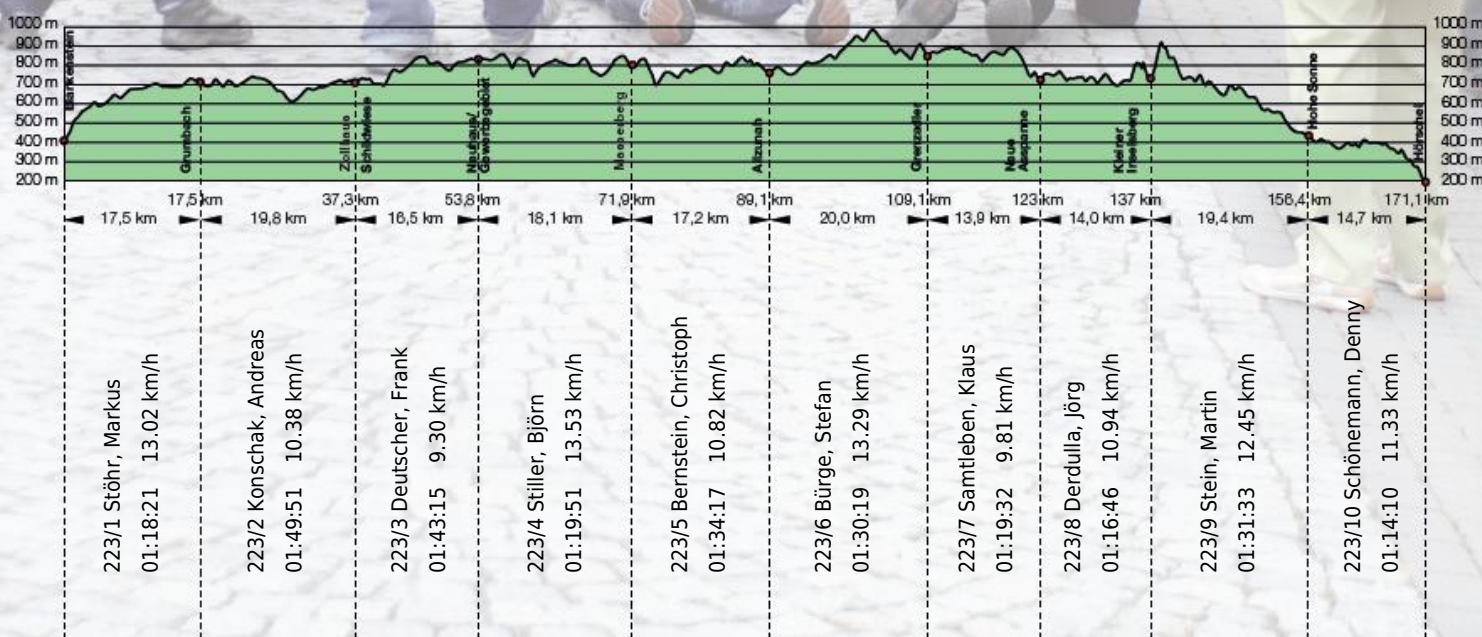 1000 m 1000 m
900 m 900 m
800 m 800 m
700 m 700 m
600 m 600 m
500 m 500 m
400 m 400 m
300 m 300 m
200 m 200 m
Blankenstein
Grumbach
Zollhaus
Schildwiese
Neuhaus/
Masserberg
Allzunah
Grenzadler
Neue
Ausspanne
Kleiner
Inselsberg
Hohe Sonne
Hörschel
17,5 km 37,3 km 53,8 km 71,9 km 89,1 km 109,1 km 123 km 137 km 156,4 km 171,1 km
17,5 km 19,8 km 16,5 km 18,1 km 17,2 km 20,0 km 13,9 km 14,0 km 19,4 km 14,7 km
223/1 Stöhr, Markus
01:18:21 13.02 km/h
223/2 Konschak, Andreas
01:49:51 10.38 km/h
223/3 Deutscher, Frank
01:43:15 9.30 km/h
223/4 Stiller, Björn
01:19:51 13.53 km/h
223/5 Bernstein, Christoph
01:34:17 10.82 km/h
223/6 Bürge, Stefan
01:30:19 13.29 km/h
223/7 Samtleben, Klaus
01:19:32 9.81 km/h
223/8 Derdulla, Jörg
01:16:46 10.94 km/h
223/9 Stein, Martin
01:31:33 12.45 km/h
223/10 Schönemann, Denny
01:14:10 11.33 km/h